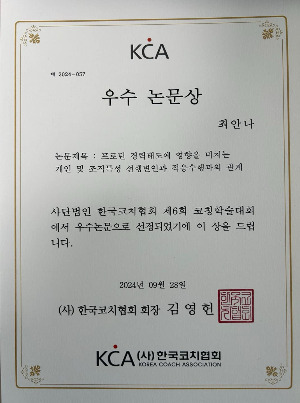 KCA
제 2024-037
우수 논문상
최안나
논문제목 : 프로틴 경력태도에 영향을 미치는
개인 및 조직특성 선행변인과 적응수행과의 관계
사단법인 한국코치협회 제6회 코칭학술대회
에서 우수논문으로 선정되었기에 이 상을 드립
니다.
2024년 09월 28일
(사) 한국코치협회 회장 김영헌
KCA (사)한국코치협회
KOREA COACH ASSOCIATION